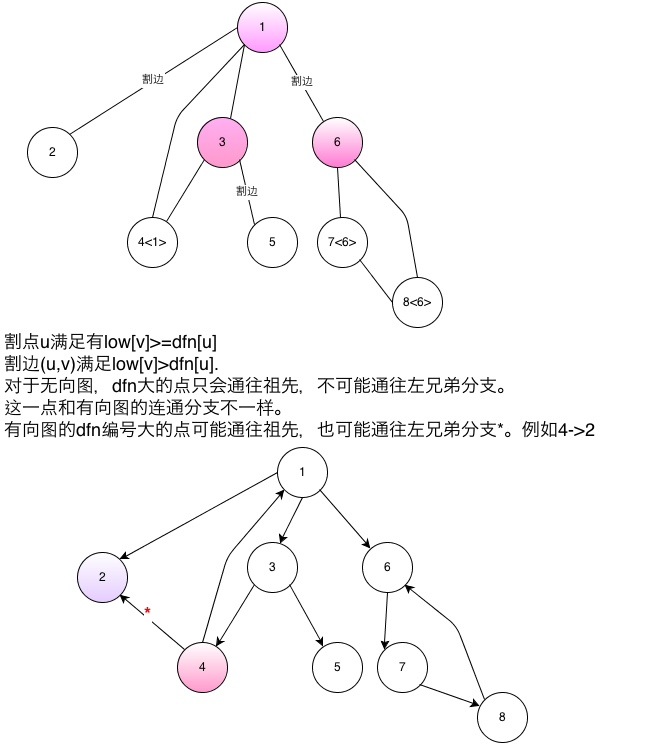 1
割边
割边
2
3
6
割边
4<1>
5
7<6>
8<6>
割点u满足有low[v]>=dfn[u]
割边(u,v)满足low[v]>dfn[u].
对于无向图，dfn大的点只会通往祖先，不可能通往左兄弟分支。
这一点和有向图的连通分支不一样。
有向图的dfn编号大的点可能通往祖先，也可能通往左兄弟分支*。例如4->2
1
2
3
6
*
4
5
7
8